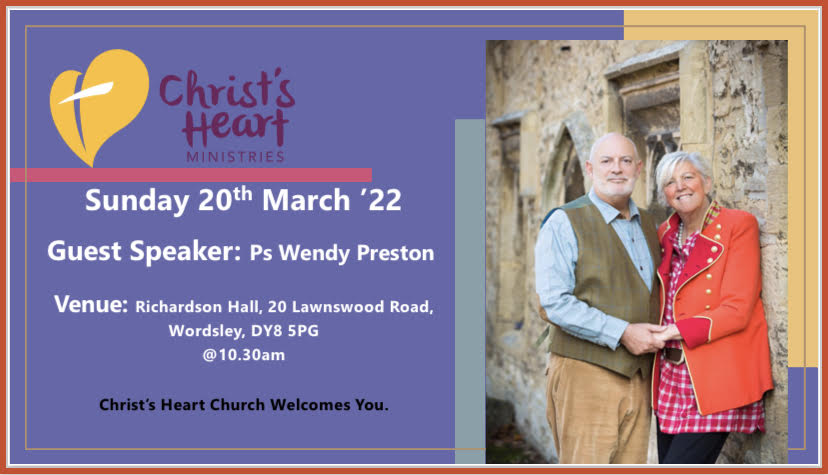 Christ's
Heart
MINISTRIES
Sunday 20th March ’22
Guest Speaker: Ps Wendy Preston
Venue: Richardson Hall, 20 Lawnswood Road,
Wordsley, DY8 5PG
@10.30am
Christ’s Heart Church Welcomes You.